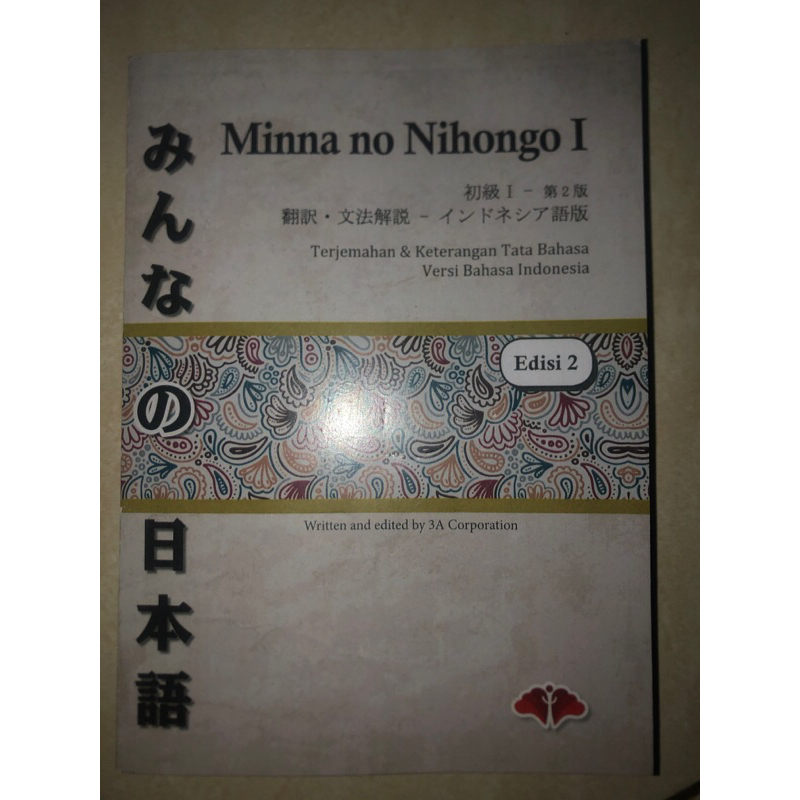 みんなの日本語
Minna no Nihongo I
初級 I - 第2版
翻訳・文法解説 - インドネシア語版
Terjemahan & Keterangan Tata Bahasa
Versi Bahasa Indonesia
Edisi 2
Written and edited by 3A Corporation